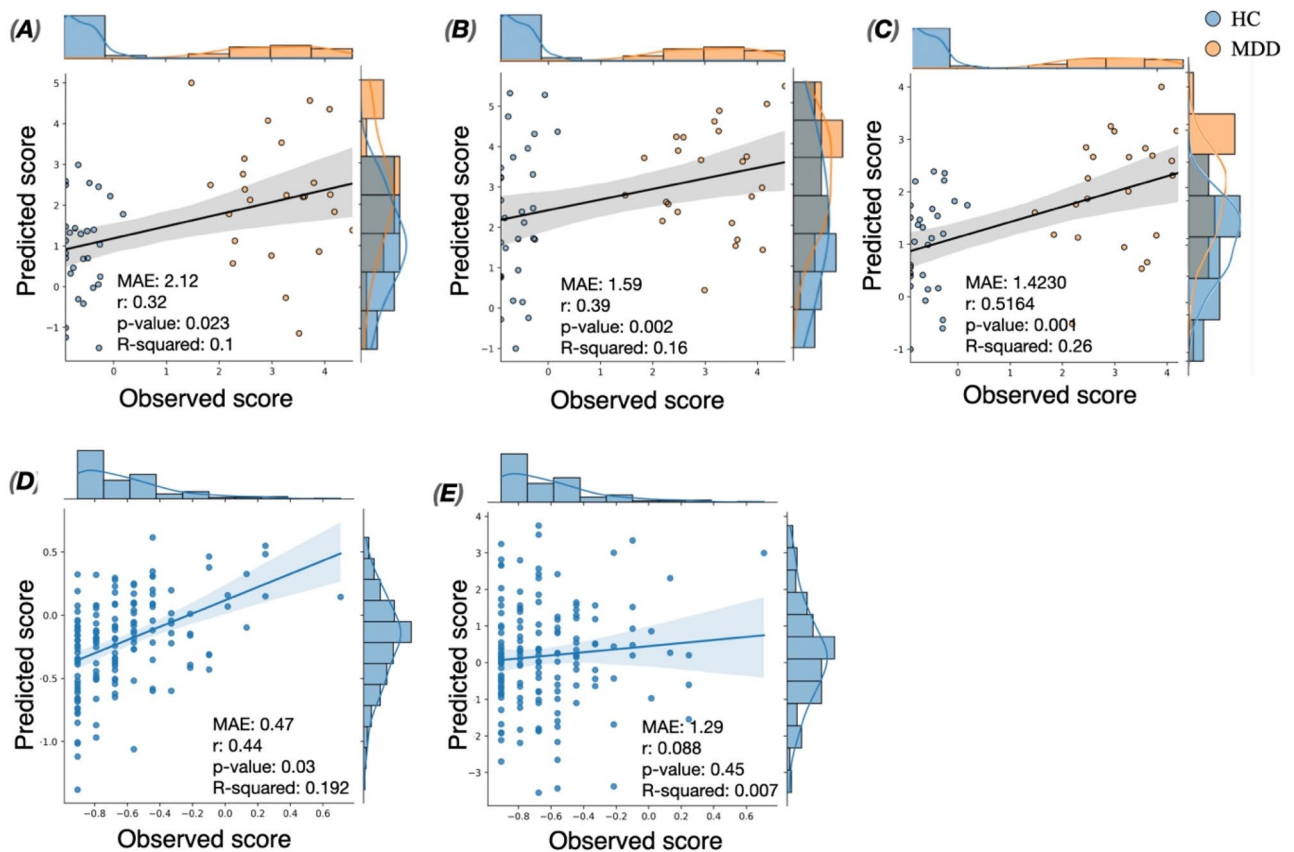 (A)
(B)
(C)
HC
MDD
Predicted score
5
4
3
2
1
0
−1
MAE: 2.12
r: 0.32
p-value: 0.023
R-squared: 0.1
0
1
2
3
4
Observed score
Predicted score
5
4
3
2
1
0
−1
MAE: 1.59
r: 0.39
p-value: 0.002
R-squared: 0.16
0
1
2
3
4
Observed score
Predicted score
4
3
2
1
0
-1
MAE: 1.4230
r: 0.5164
p-value: 0.001
R-squared: 0.26
0
1
2
3
4
Observed score
(D)
(E)
Predicted score
0.5
0.0
−0.5
−1.0
MAE: 0.47
r: 0.44
p-value: 0.03
R-squared: 0.192
−0.8 −0.6 −0.4 −0.2 0.0 0.2 0.4 0.6
Observed score
Predicted score
4
3
2
1
0
−1
−2
−3
MAE: 1.29
r: 0.088
p-value: 0.45
R-squared: 0.007
−0.8 −0.6 −0.4 −0.2 0.0 0.2 0.4 0.6
Observed score